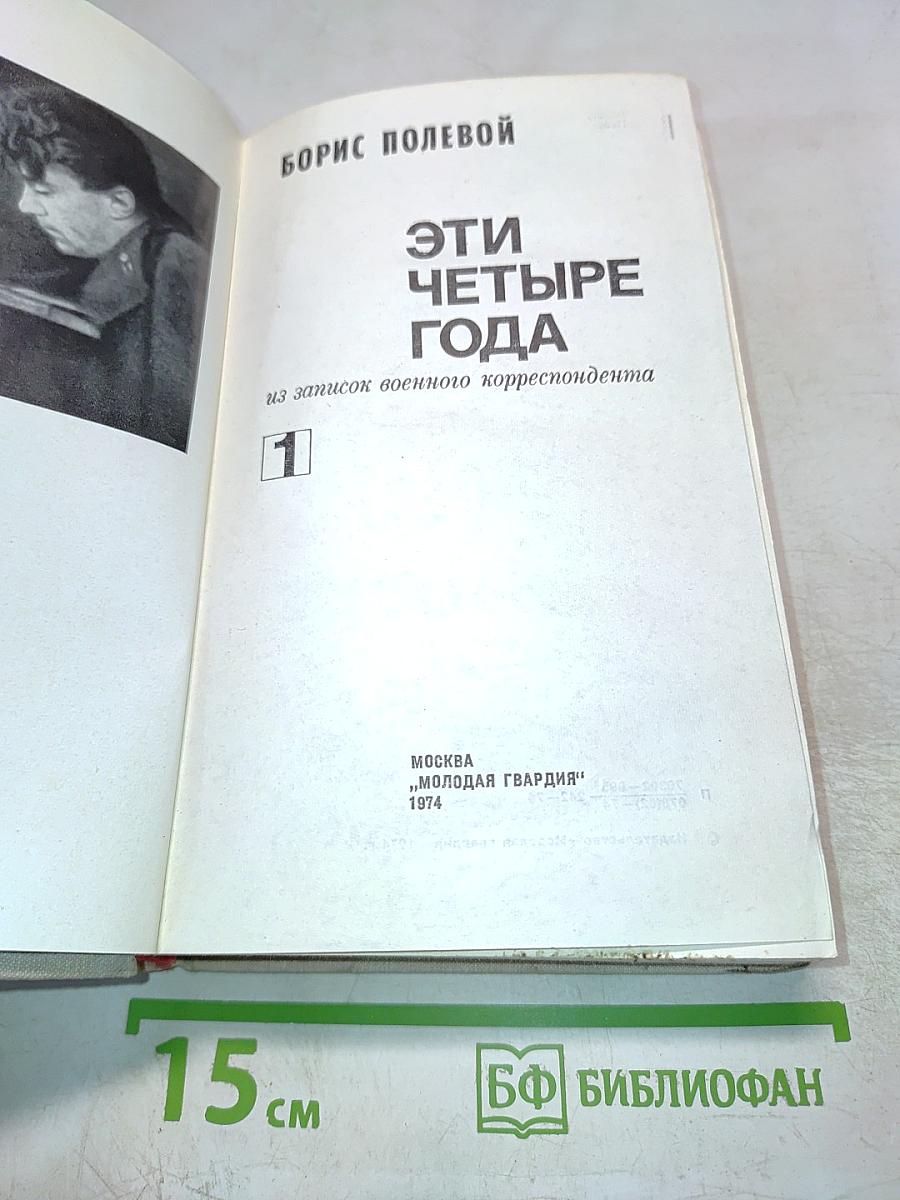 БОРИС ПОЛЕВОЙ
ЭТИ
ЧЕТЫРЕ
ГОДА
из записок военного корреспондента
1
МОСКВА
„МОЛОДАЯ ГВАРДИЯ"
1974
15 см
БФ БИБЛИОФАН